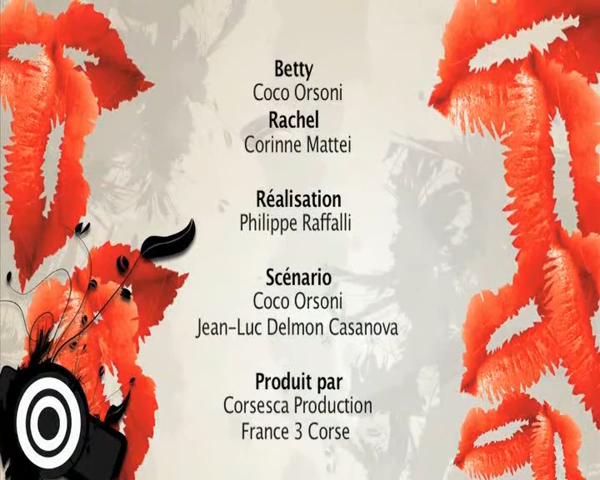 Betty
Coco Orsoni
Rachel
Corinne Mattei
Réalisation
Philippe Raffalli
Scénario
Coco Orsoni
Jean-Luc Delmon Casanova
Produit par
Corsesca Production
France 3 Corse